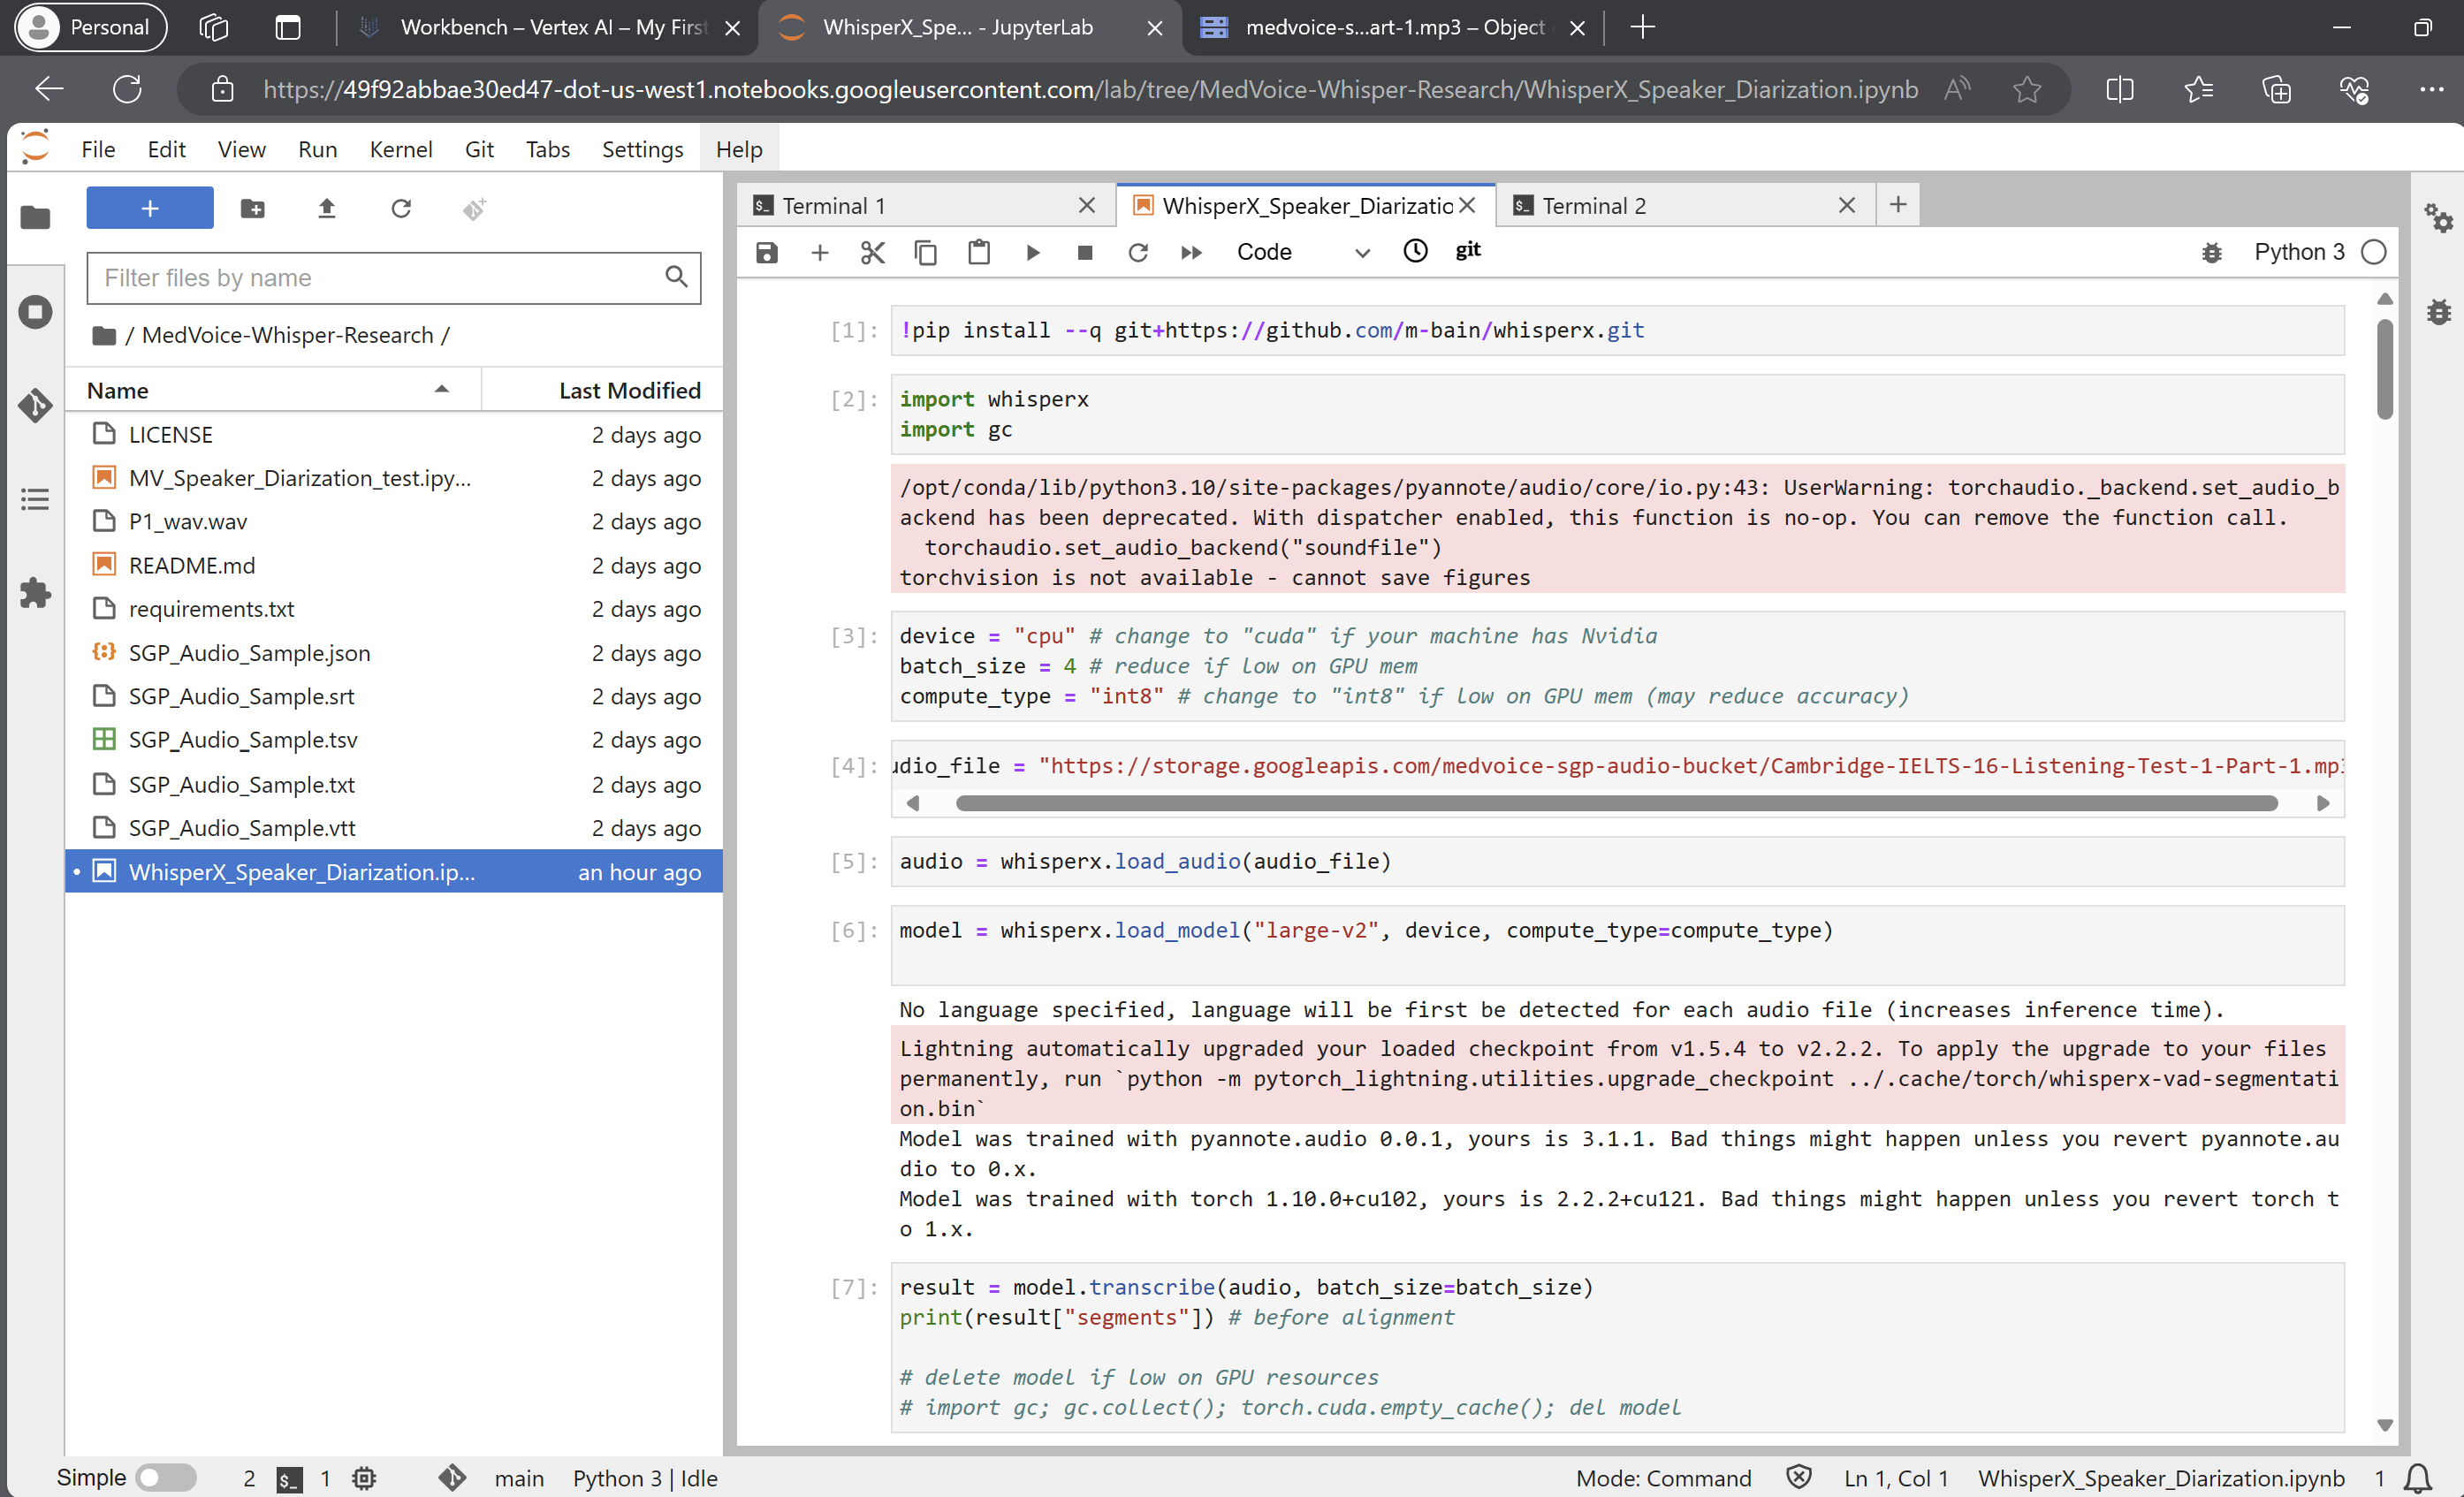 Personal
Workbench – Vertex AI – My First
WhisperX_Spe... - JupyterLab
medvoice-s...art-1.mp3 – Object
https://49f92abbae30ed47-dot-us-west1.notebooks.googleusercontent.com/lab/tree/MedVoice-Whisper-Research/WhisperX_Speaker_Diarization.ipynb
File Edit View Run Kernel Git Tabs Settings Help
Filter files by name
/ MedVoice-Whisper-Research /
Name Last Modified
LICENSE 2 days ago
MV_Speaker_Diarization_test.ipy... 2 days ago
P1_wav.wav 2 days ago
README.md 2 days ago
requirements.txt 2 days ago
SGP_Audio_Sample.json 2 days ago
SGP_Audio_Sample.srt 2 days ago
SGP_Audio_Sample.tsv 2 days ago
SGP_Audio_Sample.txt 2 days ago
SGP_Audio_Sample.vtt 2 days ago
WhisperX_Speaker_Diarization.ip... an hour ago
Terminal 1
WhisperX_Speaker_Diarizatio
Terminal 2
Code git Python 3
[1]: !pip install --q git+https://github.com/m-bain/whisperx.git
[2]: import whisperx
import gc
/opt/conda/lib/python3.10/site-packages/pyannote/audio/core/io.py:43: UserWarning: torchaudio._backend.set_audio_b
ackend has been deprecated. With dispatcher enabled, this function is no-op. You can remove the function call.
torchaudio.set_audio_backend("soundfile")
torchvision is not available - cannot save figures
[3]: device = "cpu" # change to "cuda" if your machine has Nvidia
batch_size = 4 # reduce if low on GPU mem
compute_type = "int8" # change to "int8" if low on GPU mem (may reduce accuracy)
[4]: udio_file = "https://storage.googleapis.com/medvoice-sgp-audio-bucket/Cambridge-IELTS-16-Listening-Test-1-Part-1.mp3
[5]: audio = whisperx.load_audio(audio_file)
[6]: model = whisperx.load_model("large-v2", device, compute_type=compute_type)
No language specified, language will be first be detected for each audio file (increases inference time).
Lightning automatically upgraded your loaded checkpoint from v1.5.4 to v2.2.2. To apply the upgrade to your files
permanently, run `python -m pytorch_lightning.utilities.upgrade_checkpoint ../.cache/torch/whisperx-vad-segmentati
on.bin`
Model was trained with pyannote.audio 0.0.1, yours is 3.1.1. Bad things might happen unless you revert pyannote.au
dio to 0.x.
Model was trained with torch 1.10.0+cu102, yours is 2.2.2+cu121. Bad things might happen unless you revert torch t
o 1.x.
[7]: result = model.transcribe(audio, batch_size=batch_size)
print(result["segments"]) # before alignment
# delete model if low on GPU resources
# import gc; gc.collect(); torch.cuda.empty_cache(); del model
Simple 2 1 main Python 3 | Idle Mode: Command Ln 1, Col 1 WhisperX_Speaker_Diarization.ipynb 1